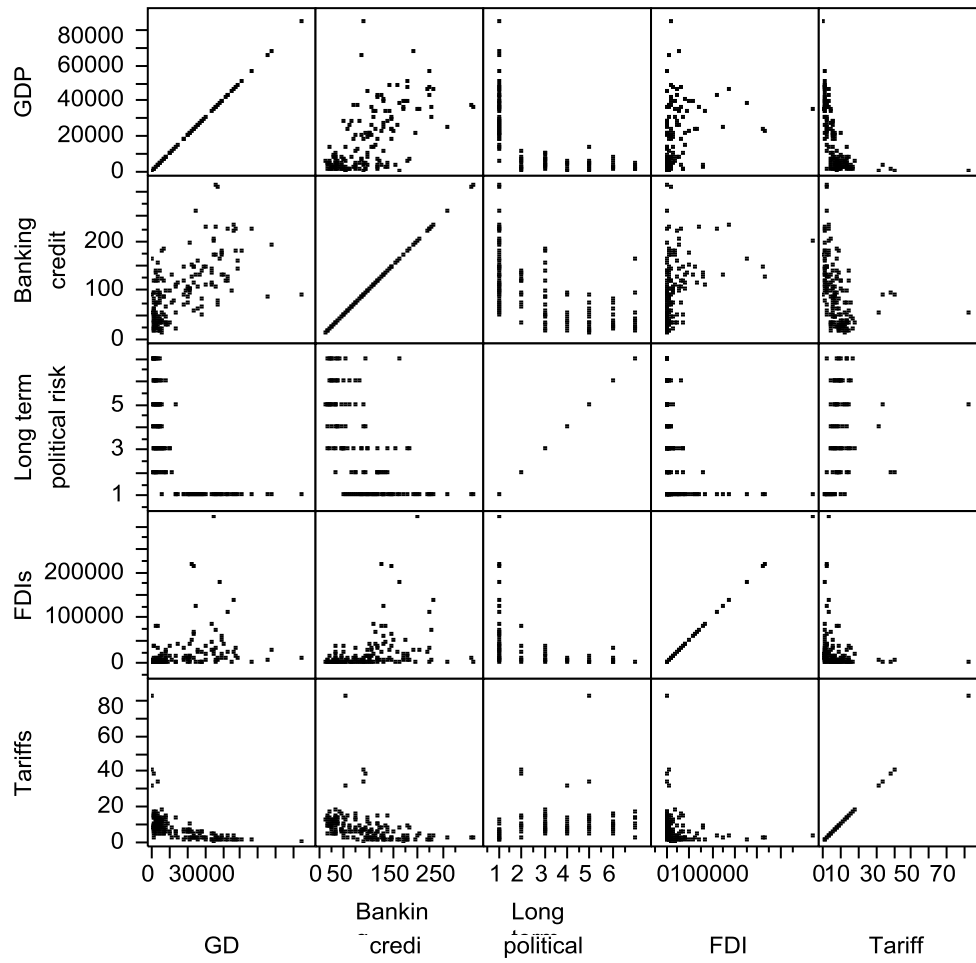 GDP
80000
60000
40000
20000
0
Banking
credit
200
100
0
Long term
political risk
5
3
1
FDIs
200000
100000
0
Tariffs
80
60
40
20
0
0 30000
0 50 150 250
1 2 3 4 5 6
0100000
010 30 50 70
Bankin
credi
Long
political
GD
FDI
Tariff